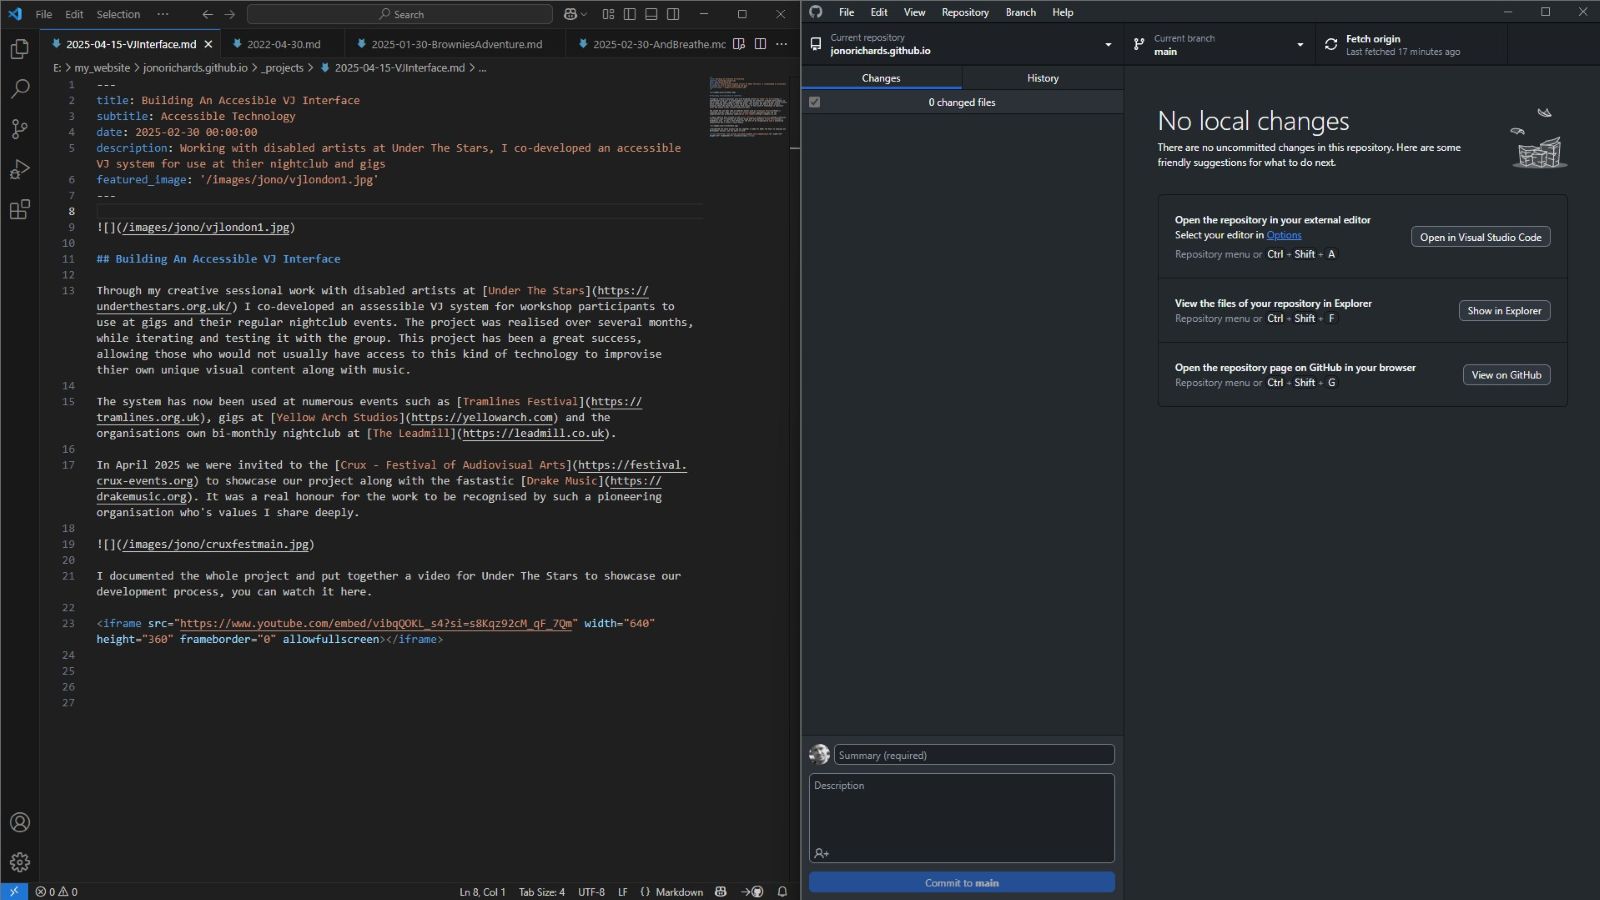 File Edit Selection ··· Search
2025-04-15-VJInterface.md 2022-04-30.md 2025-01-30-BrowniesAdventure.md 2025-02-30-AndBreathe.mc ···
E: > my_website > jonorichards.github.io > _projects > 2025-04-15-VJInterface.md > ...
1 ---
2 title: Building An Accesible VJ Interface
3 subtitle: Accessible Technology
4 date: 2025-02-30 00:00:00
5 description: Working with disabled artists at Under The Stars, I co-developed an accessible
VJ system for use at thier nightclub and gigs
6 featured_image: '/images/jono/vjlondon1.jpg'
7 ---
8
9 ![](/images/jono/vjlondon1.jpg)
10
11 ## Building An Accessible VJ Interface
12
13 Through my creative sessional work with disabled artists at [Under The Stars](https://
underthestars.org.uk/) I co-developed an assessible VJ system for workshop participants to
use at gigs and their regular nightclub events. The project was realised over several months,
while iterating and testing it with the group. This project has been a great success,
allowing those who would not usually have access to this kind of technology to improvise
thier own unique visual content along with music.
14
15 The system has now been used at numerous events such as [Tramlines Festival](https://
tramlines.org.uk), gigs at [Yellow Arch Studios](https://yellowarch.com) and the
organisations own bi-monthly nightclub at [The Leadmill](https://leadmill.co.uk).
16
17 In April 2025 we were invited to the [Crux - Festival of Audiovisual Arts](https://festival.
crux-events.org) to showcase our project along with the fastastic [Drake Music](https://
drakemusic.org). It was a real honour for the work to be recognised by such a pioneering
organisation who's values I share deeply.
18
19 ![](/images/jono/cruxfestmain.jpg)
20
21 I documented the whole project and put together a video for Under The Stars to showcase our
development process, you can watch it here.
22
23 <iframe src="https://www.youtube.com/embed/vibqQOKL_s4?si=s8Kqz92cM_qF_7Qm" width="640"
height="360" frameborder="0" allowfullscreen></iframe>
24
25
26
27
0 0 Ln 8, Col 1 Tab Size: 4 UTF-8 LF {} Markdown
File Edit View Repository Branch Help
Current repository
jonorichards.github.io
Current branch
main
Fetch origin
Last fetched 17 minutes ago
Changes History
0 changed files
No local changes
There are no uncommitted changes in this repository. Here are some
friendly suggestions for what to do next.
Open the repository in your external editor
Select your editor in Options
Repository menu or Ctrl + Shift + A
Open in Visual Studio Code
View the files of your repository in Explorer
Repository menu or Ctrl + Shift + F
Show in Explorer
Open the repository page on GitHub in your browser
Repository menu or Ctrl + Shift + G
View on GitHub
Summary (required)
Description
Commit to main